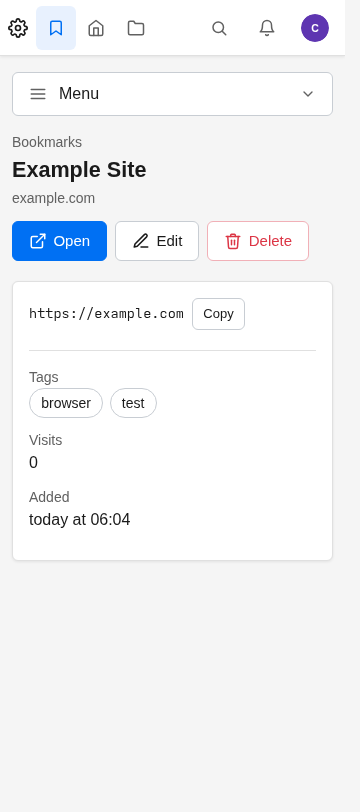 C
Menu
Bookmarks
Example Site
example.com
Open Edit Delete
https://example.com Copy
Tags
browser test
Visits
0
Added
today at 06:04